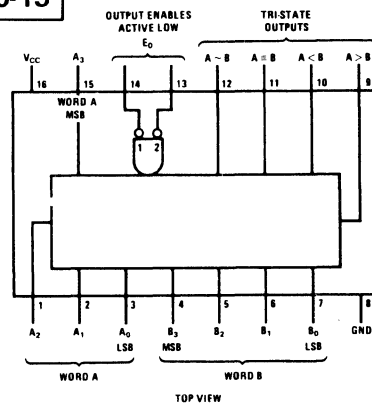 OUTPUT ENABLES TRI-STATE
ACTIVE LOW OUTPUTS
E₀
V_CC A₃ A ~ B A = B A < B A > B
16 15 14 13 12 11 10 9
WORD A
MSB
1 2
1 2 3 4 5 6 7 8
A₂ A₁ A₀ B₃ B₂ B₁ B₀ GND
LSB MSB LSB
WORD A WORD B
TOP VIEW